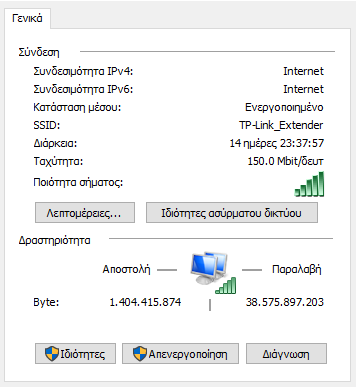 Γενικά
Σύνδεση
Συνδεσιμότητα IPv4: Internet
Συνδεσιμότητα IPv6: Internet
Κατάσταση μέσου: Ενεργοποιημένο
SSID: TP-Link_Extender
Διάρκεια: 14 ημέρες 23:37:57
Ταχύτητα: 150.0 Mbit/δευτ
Ποιότητα σήματος:
Λεπτομέρειες... Ιδιότητες ασύρματου δικτύου
Δραστηριότητα
Αποστολή Παραλαβή
Byte: 1.404.415.874 38.575.897.203
Ιδιότητες Απενεργοποίηση Διάγνωση